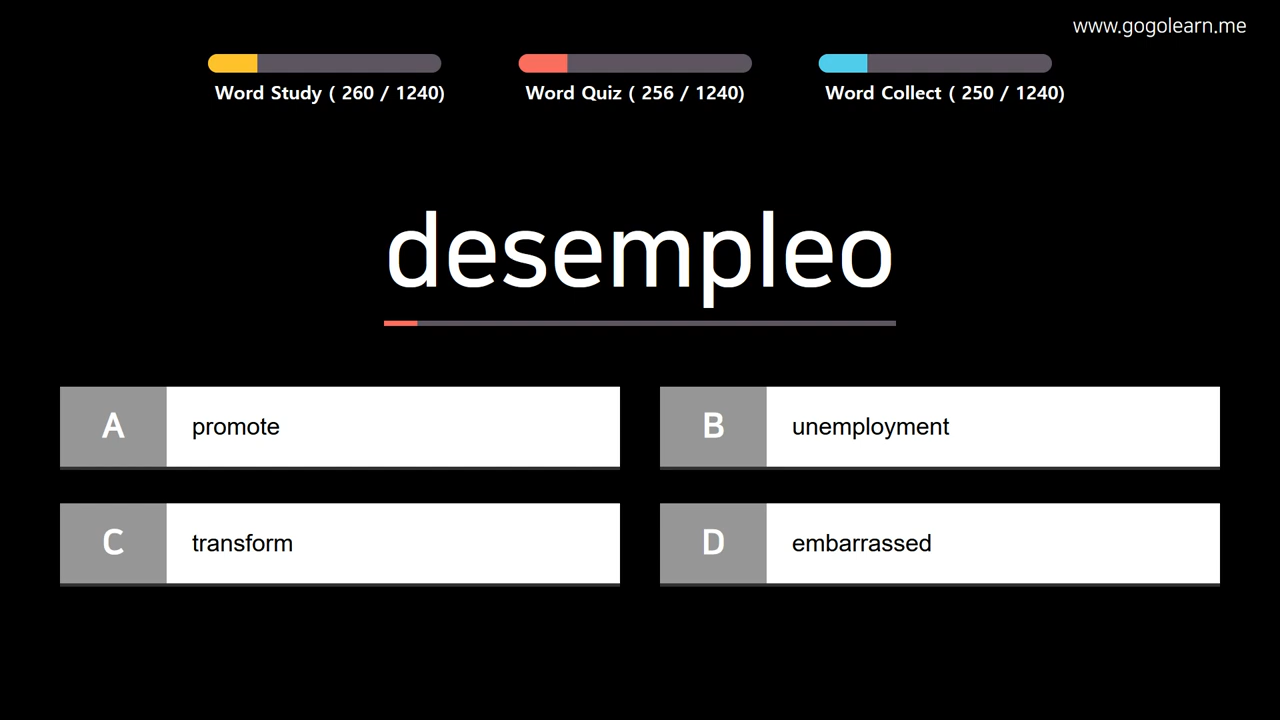 www.gogolearn.me
Word Study ( 260 / 1240)
Word Quiz ( 256 / 1240)
Word Collect ( 250 / 1240)
desempleo
A promote
B unemployment
C transform
D embarrassed